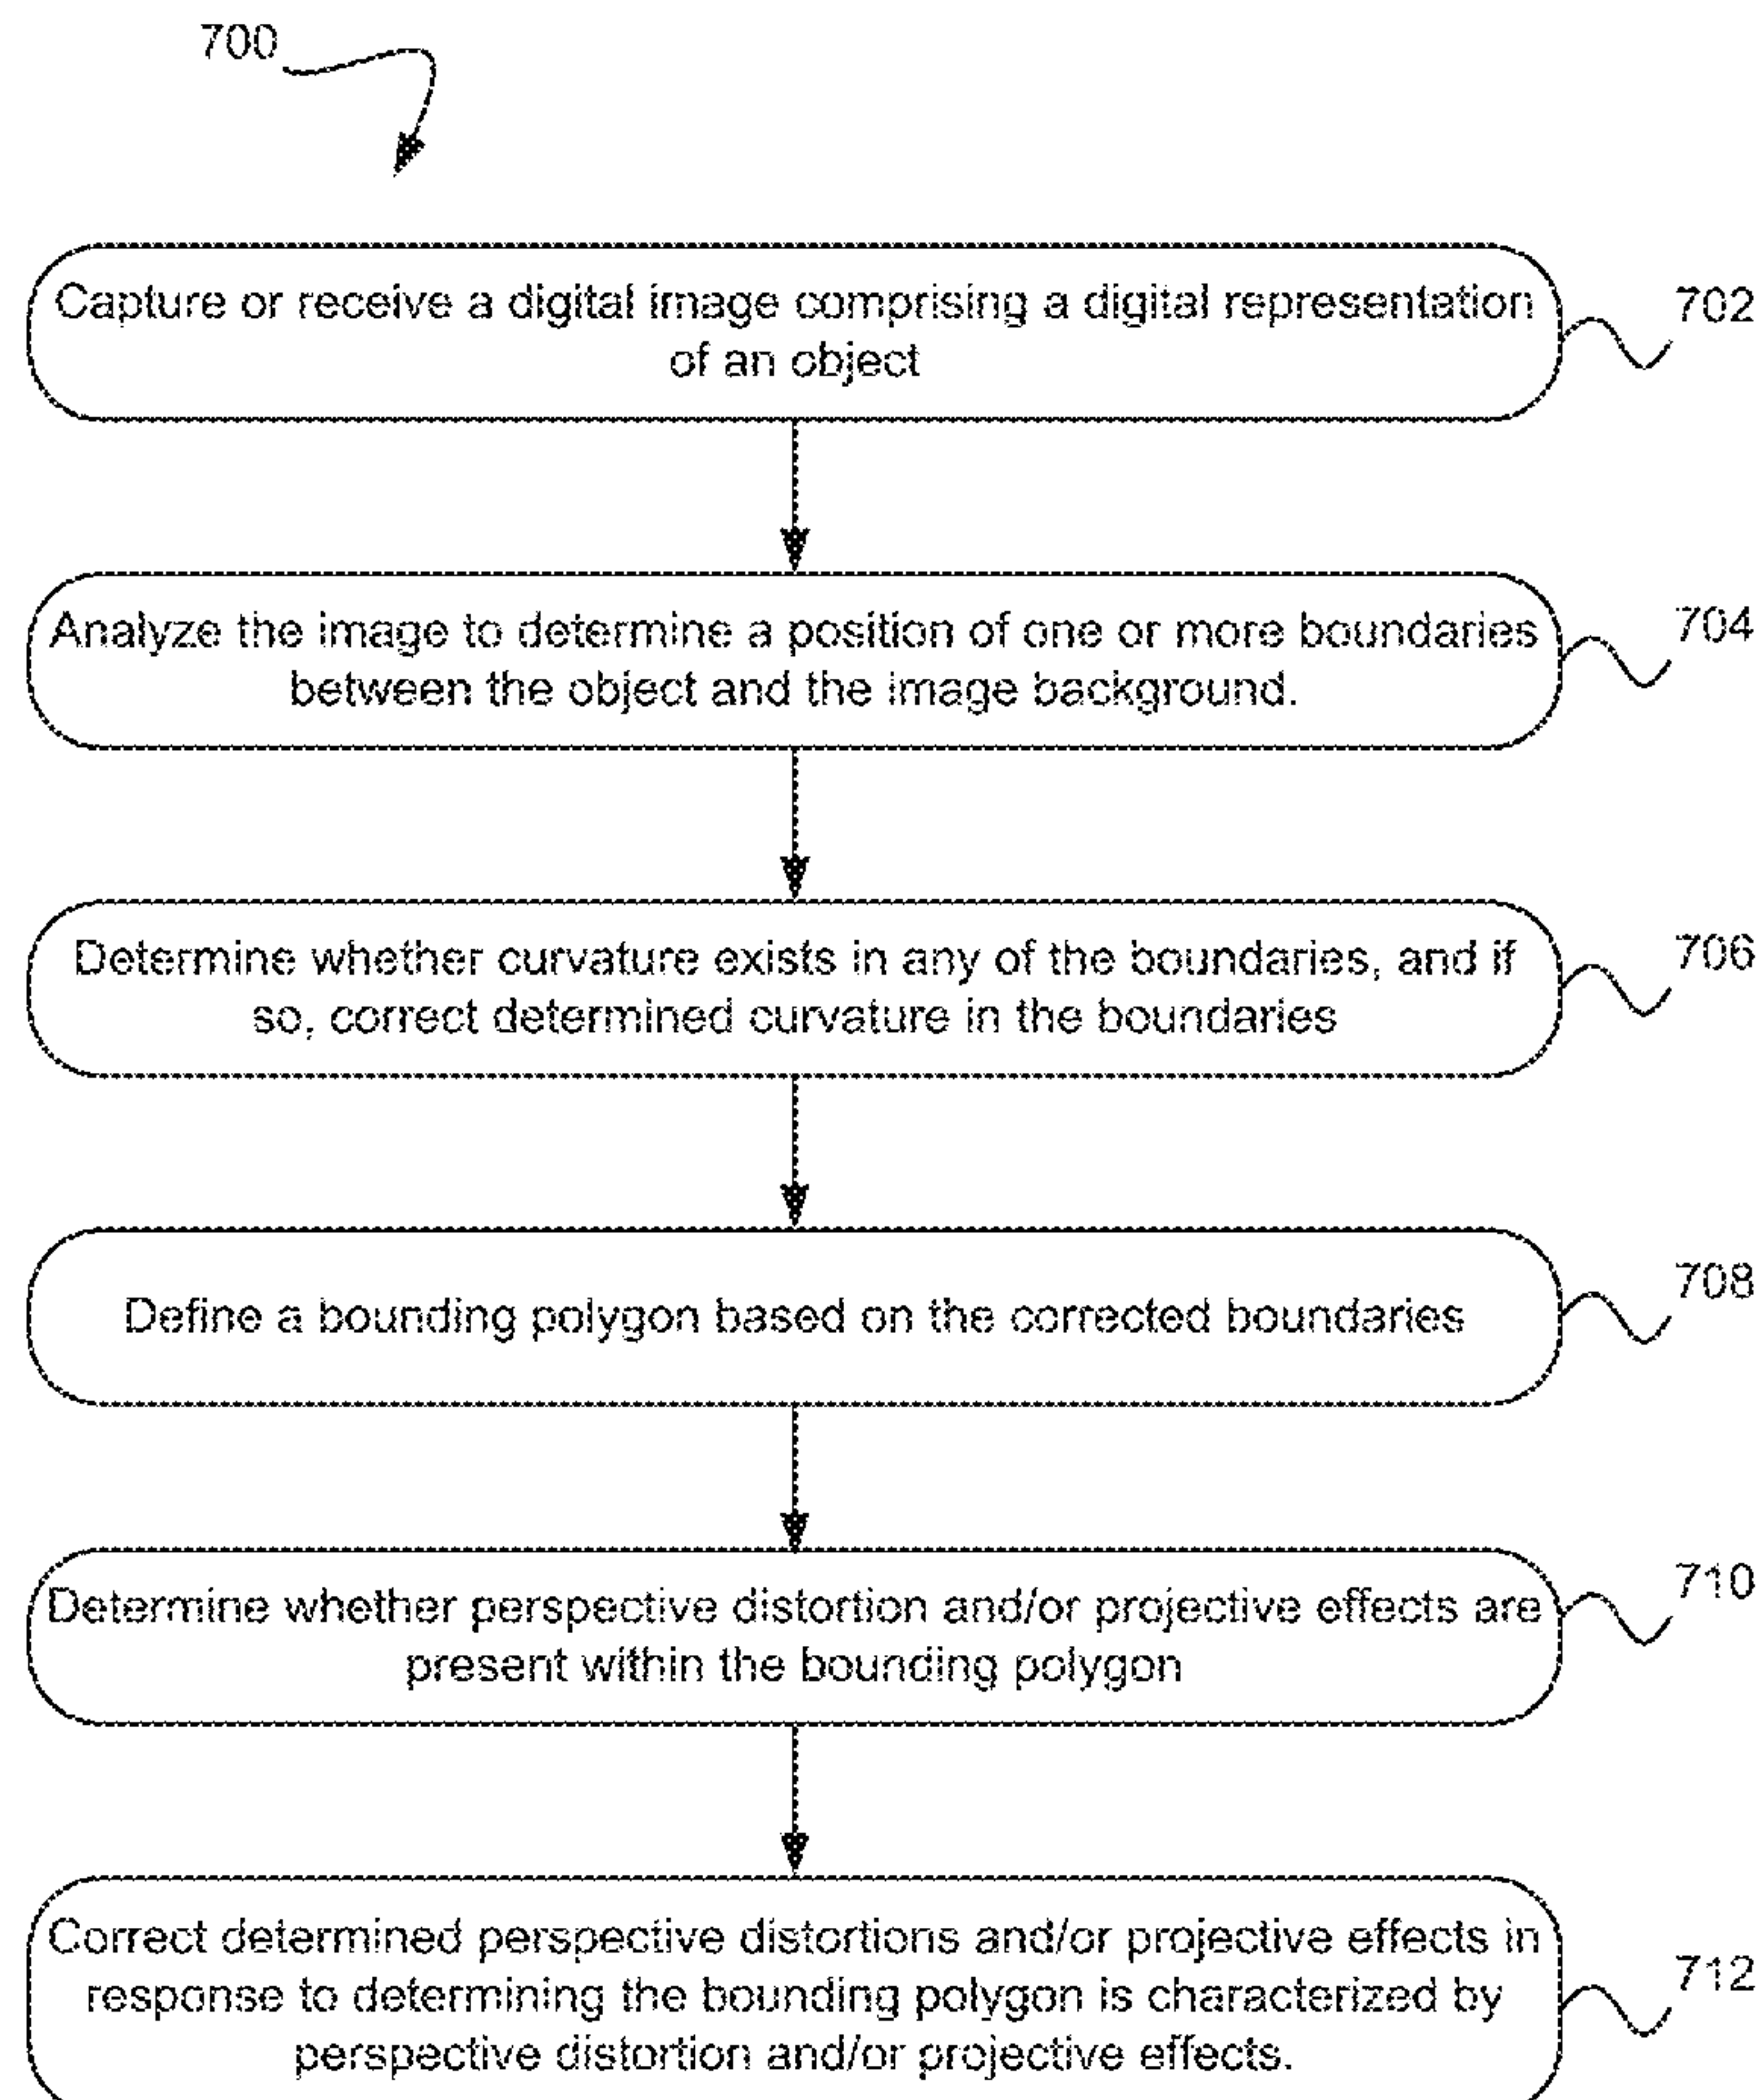 700
Capture or receive a digital image comprising a digital representation
of an object
702
Analyze the image to determine a position of one or more boundaries
between the object and the image background.
704
Determine whether curvature exists in any of the boundaries, and if
so, correct determined curvature in the boundaries
706
Define a bounding polygon based on the corrected boundaries
708
Determine whether perspective distortion and/or projective effects are
present within the bounding polygon
710
Correct determined perspective distortions and/or projective effects in
response to determining the bounding polygon is characterized by
perspective distortion and/or projective effects.
712